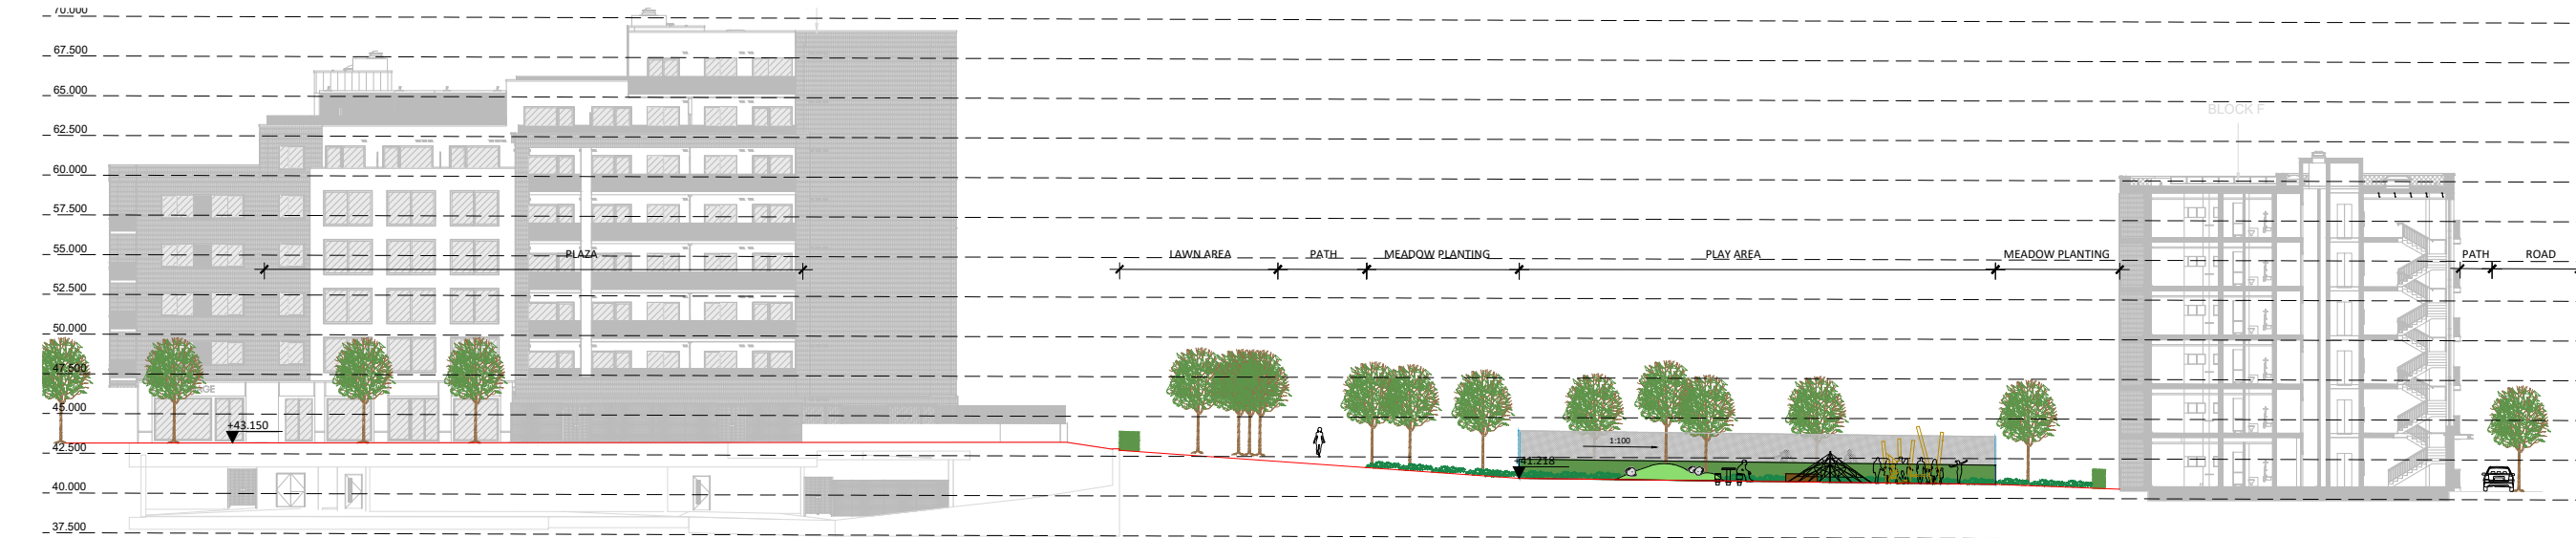 70.000
67.500
65.000
BLOCK F
62.500
60.000
57.500
55.000
PLAZA
LAWN AREA
PATH
MEADOW PLANTING
PLAY AREA
MEADOW PLANTING
PATH
ROAD
52.500
50.000
47.500
45.000
+43.150
42.500
1:100
+41.218
40.000
37.500